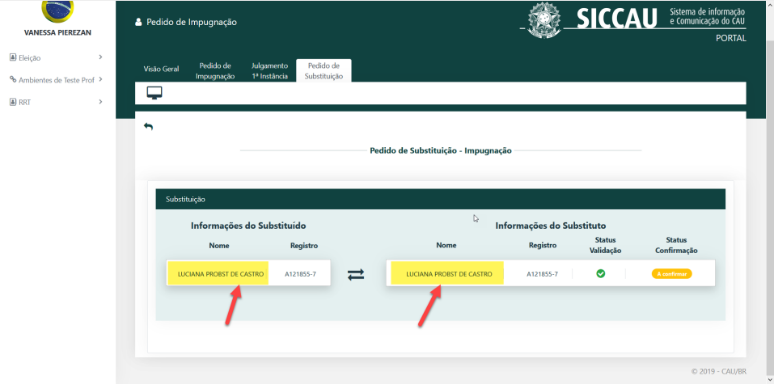 VANESSA PIEREZAN
Eleição
Ambientes de Teste Prof
RRT
Pedido de Impugnação
SICCAU
Sistema de informação
e Comunicação do CAU
PORTAL
Visão Geral
Pedido de
Impugnação
Julgamento
1ª Instância
Pedido de
Substituição
Pedido de Substituição - Impugnação
Substituição
Informações do Substituido
Nome
Registro
LUCIANA PROBST DE CASTRO
A121855-7
Informações do Substituto
Nome
Registro
Status
Validação
Status
Confirmação
LUCIANA PROBST DE CASTRO
A121855-7
A confirmar
© 2019 - CAU/BR